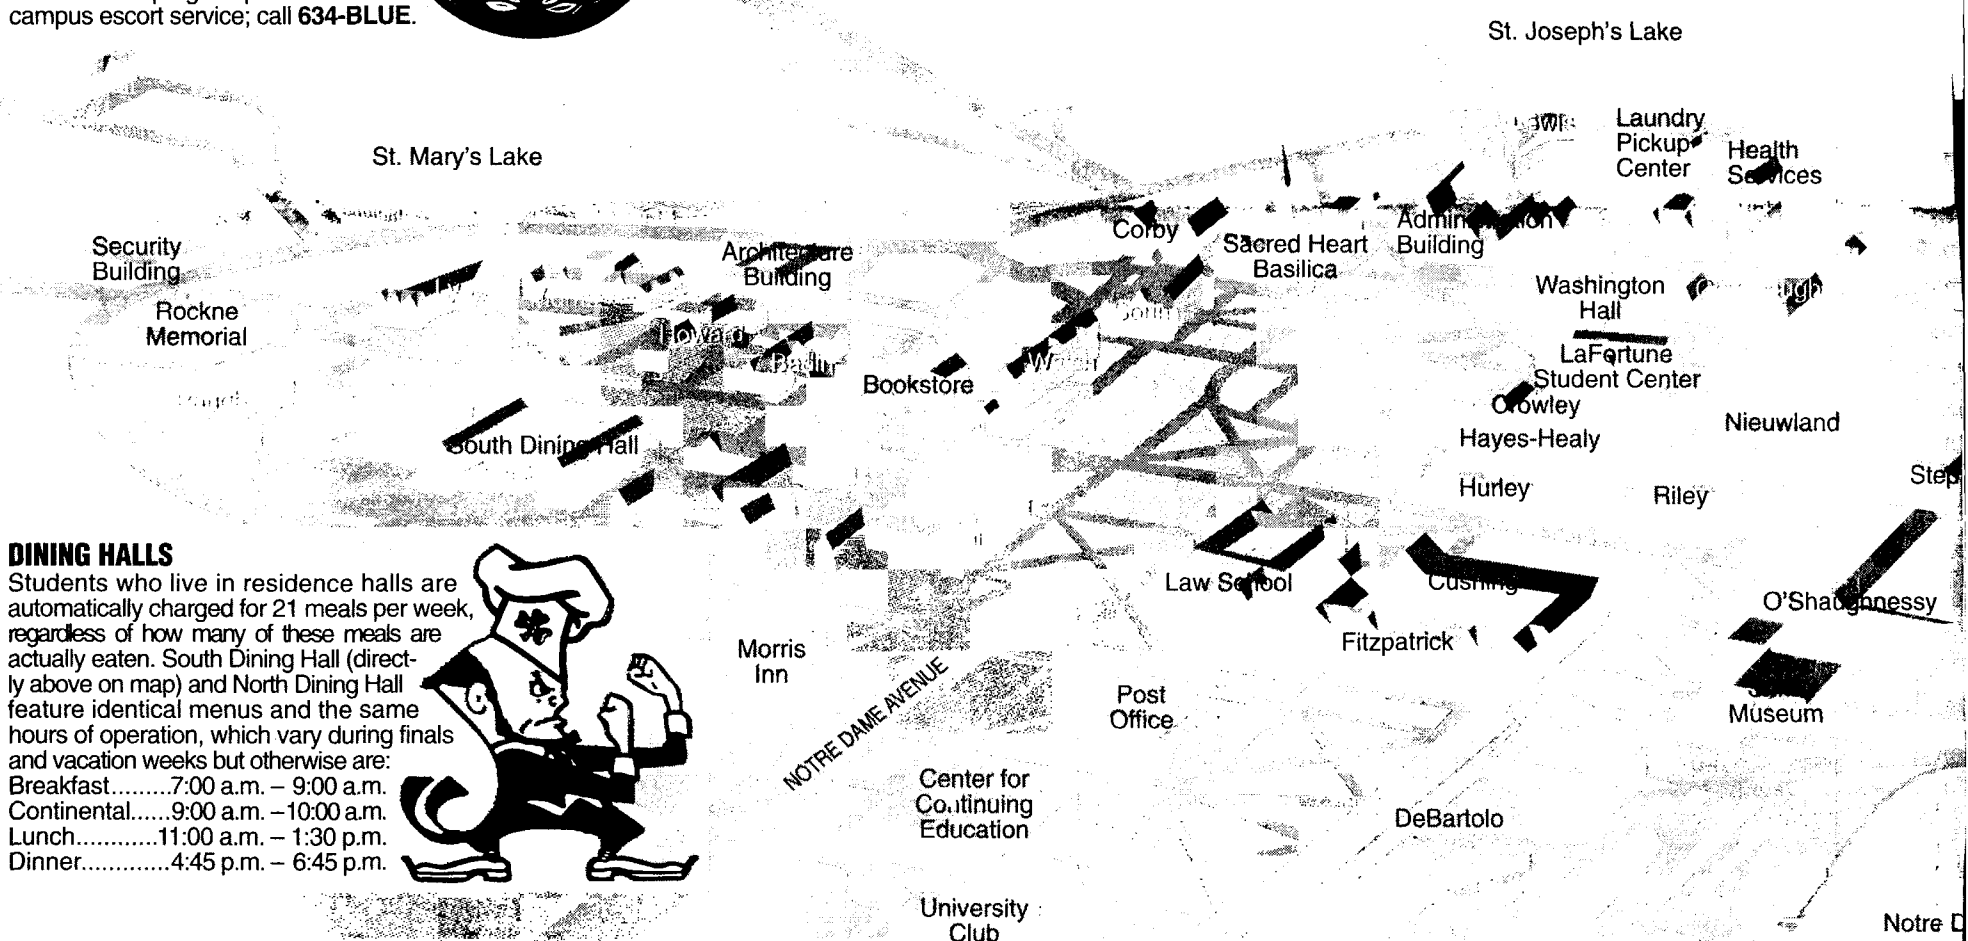 campus escort service; call 634-BLUE.
St. Joseph's Lake
Laundry
Pickup
Center
Health
Services
St. Mary's Lake
Corby
Administration
Building
Sacred Heart
Basilica
Security
Building
Architecture
Building
Rockne
Memorial
Washington
Hall
Howard
Badin
Bookstore
LaFortune
Student Center
Crowley
Hayes-Healy
Nieuwland
South Dining Hall
Hurley
Riley
Step
Law School
Cushing
O'Shaughnessy
Fitzpatrick
DINING HALLS
Students who live in residence halls are
automatically charged for 21 meals per week,
regardless of how many of these meals are
actually eaten. South Dining Hall (direct-
ly above on map) and North Dining Hall
feature identical menus and the same
hours of operation, which vary during finals
and vacation weeks but otherwise are:
Breakfast.........7:00 a.m. – 9:00 a.m.
Continental......9:00 a.m. –10:00 a.m.
Lunch............11:00 a.m. – 1:30 p.m.
Dinner.............4:45 p.m. – 6:45 p.m.
Morris
Inn
NOTRE DAME AVENUE
Post
Office
Museum
Center for
Continuing
Education
DeBartolo
University
Club
Notre D